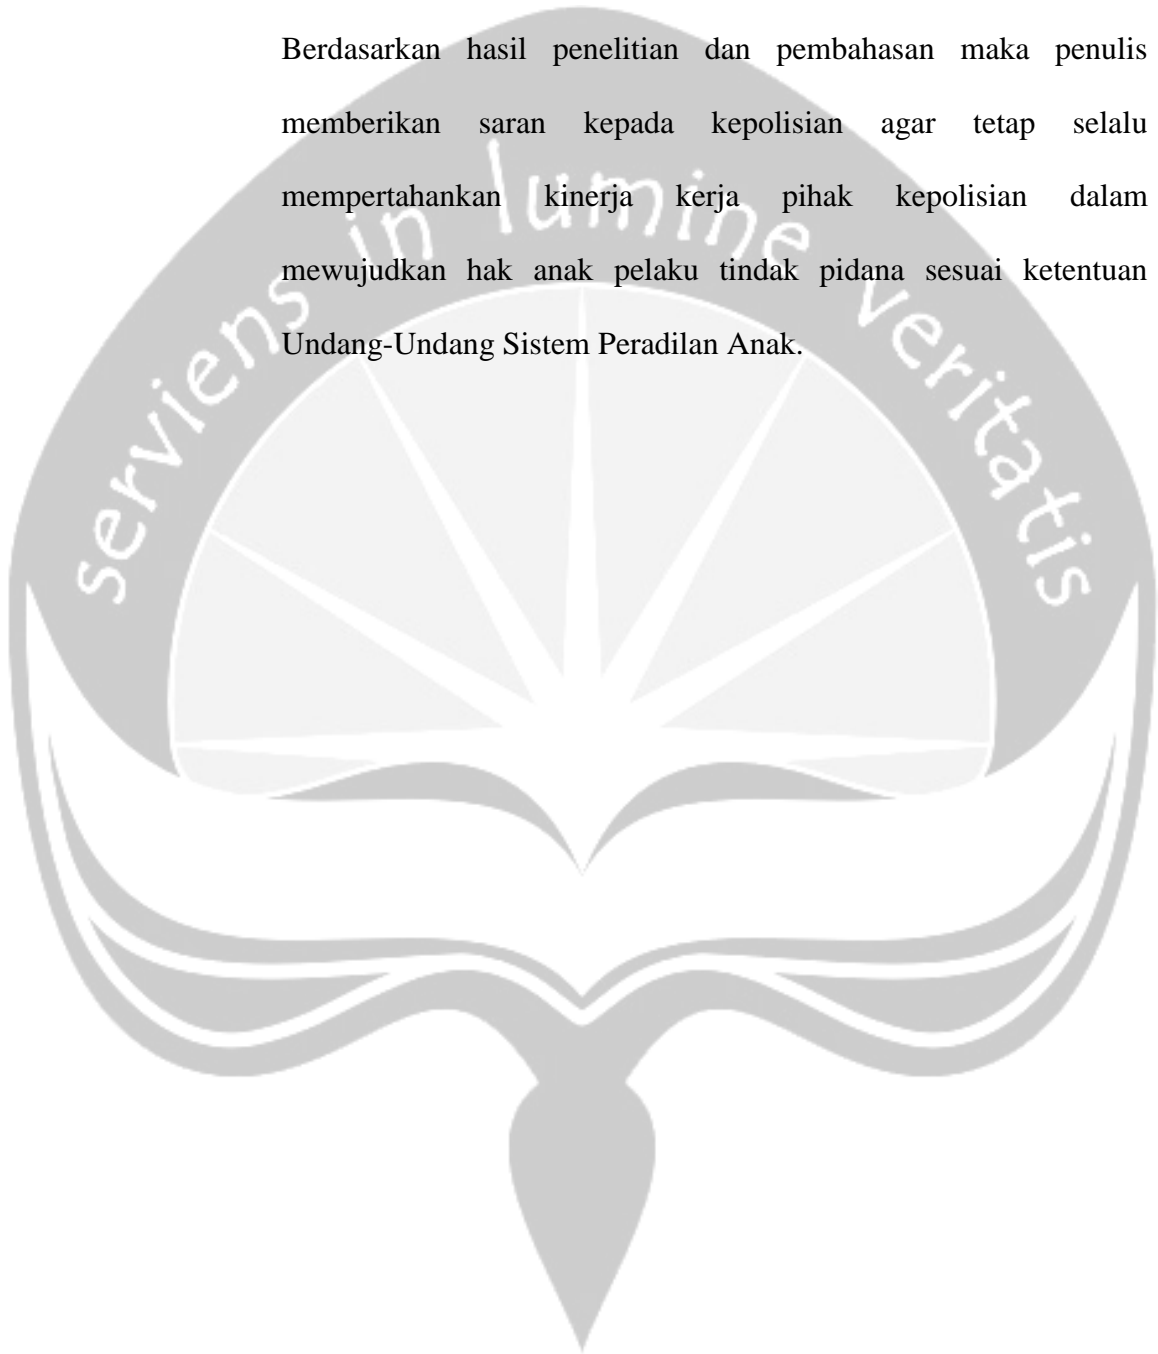 Berdasarkan hasil penelitian dan pembahasan maka penulis
memberikan saran kepada kepolisian agar tetap selalu
mempertahankan kinerja kerja pihak kepolisian dalam
mewujudkan hak anak pelaku tindak pidana sesuai ketentuan
Undang-Undang Sistem Peradilan Anak.
serviens in lumine veritatis